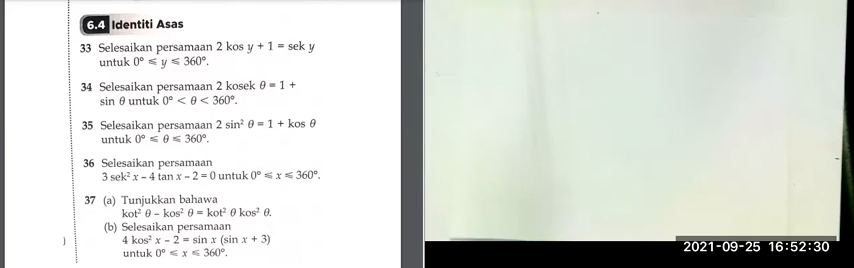 6.4 Identiti Asas
33 Selesaikan persamaan 2 kos y + 1 = sek y
untuk 0° ⩽ y ⩽ 360°.
34 Selesaikan persamaan 2 kosek θ = 1 +
sin θ untuk 0° < θ < 360°.
35 Selesaikan persamaan 2 sin² θ = 1 + kos θ
untuk 0° ⩽ θ ⩽ 360°.
36 Selesaikan persamaan
3 sek² x – 4 tan x – 2 = 0 untuk 0° ⩽ x ⩽ 360°.
37 (a) Tunjukkan bahawa
kot² θ – kos² θ = kot² θ kos² θ.
(b) Selesaikan persamaan
4 kos² x – 2 = sin x (sin x + 3)
untuk 0° ⩽ x ⩽ 360°.
2021-09-25 16:52:30